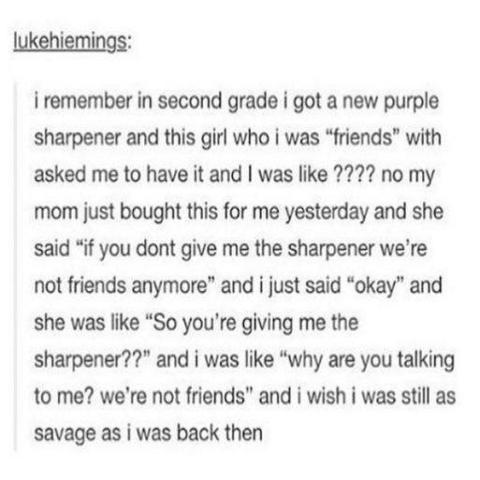 lukehiemings:
i remember in second grade i got a new purple
sharpener and this girl who i was “friends” with
asked me to have it and I was like ???? no my
mom just bought this for me yesterday and she
said “if you dont give me the sharpener we're
not friends anymore” and i just said “okay” and
she was like “So you're giving me the
sharpener??” and i was like “why are you talking
to me? we're not friends” and i wish i was still as
savage as i was back then